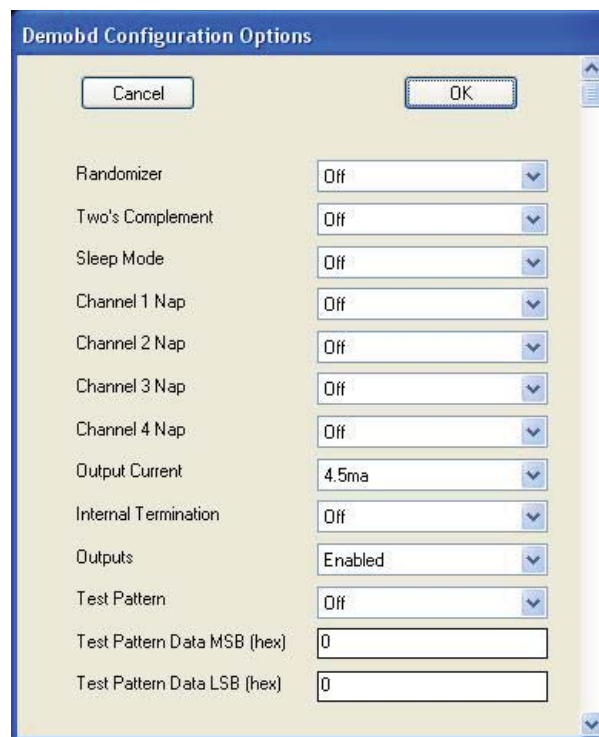 Demobd Configuration Options
Cancel OK
Randomizer Off
Two's Complement Off
Sleep Mode Off
Channel 1 Nap Off
Channel 2 Nap Off
Channel 3 Nap Off
Channel 4 Nap Off
Output Current 4.5ma
Internal Termination Off
Outputs Enabled
Test Pattern Off
Test Pattern Data MSB (hex) 0
Test Pattern Data LSB (hex) 0